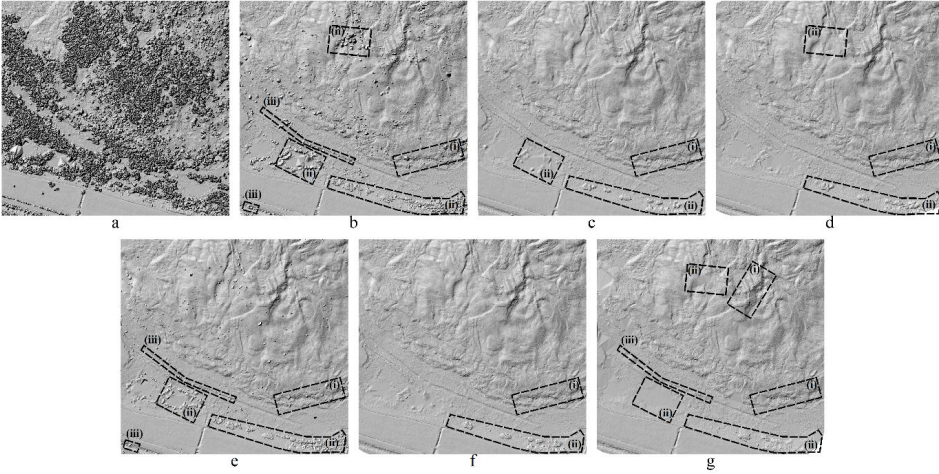 (ii) (ii)
(iii)
(i) (i) (i)
(ii) (ii)
(iii) (ii) (ii) (ii)
a b c d
(ii) (i)
(iii) (iii)
(i) (i) (i)
(ii) (ii)
(iii) (ii) (ii) (ii)
e f g